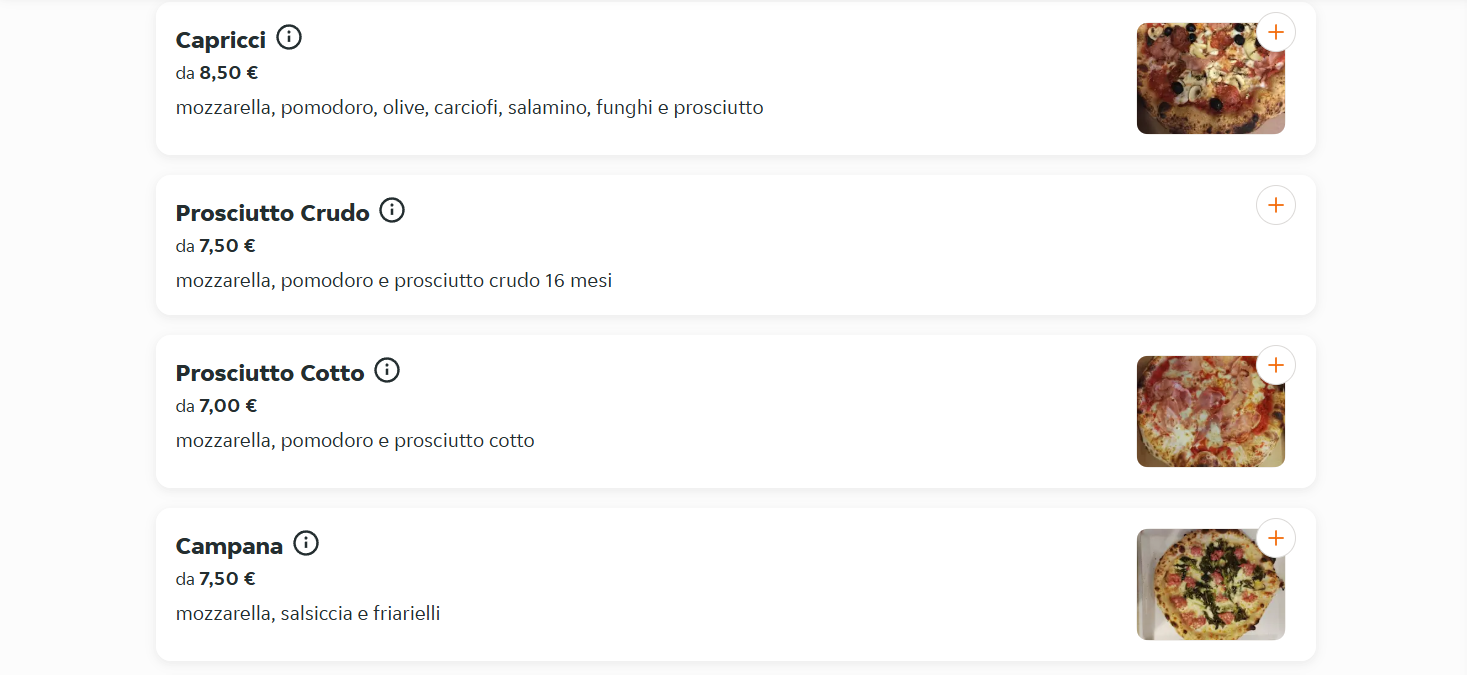 Capricci
da 8,50 €
mozzarella, pomodoro, olive, carciofi, salamino, funghi e prosciutto
Prosciutto Crudo
da 7,50 €
mozzarella, pomodoro e prosciutto crudo 16 mesi
Prosciutto Cotto
da 7,00 €
mozzarella, pomodoro e prosciutto cotto
Campana
da 7,50 €
mozzarella, salsiccia e friarielli